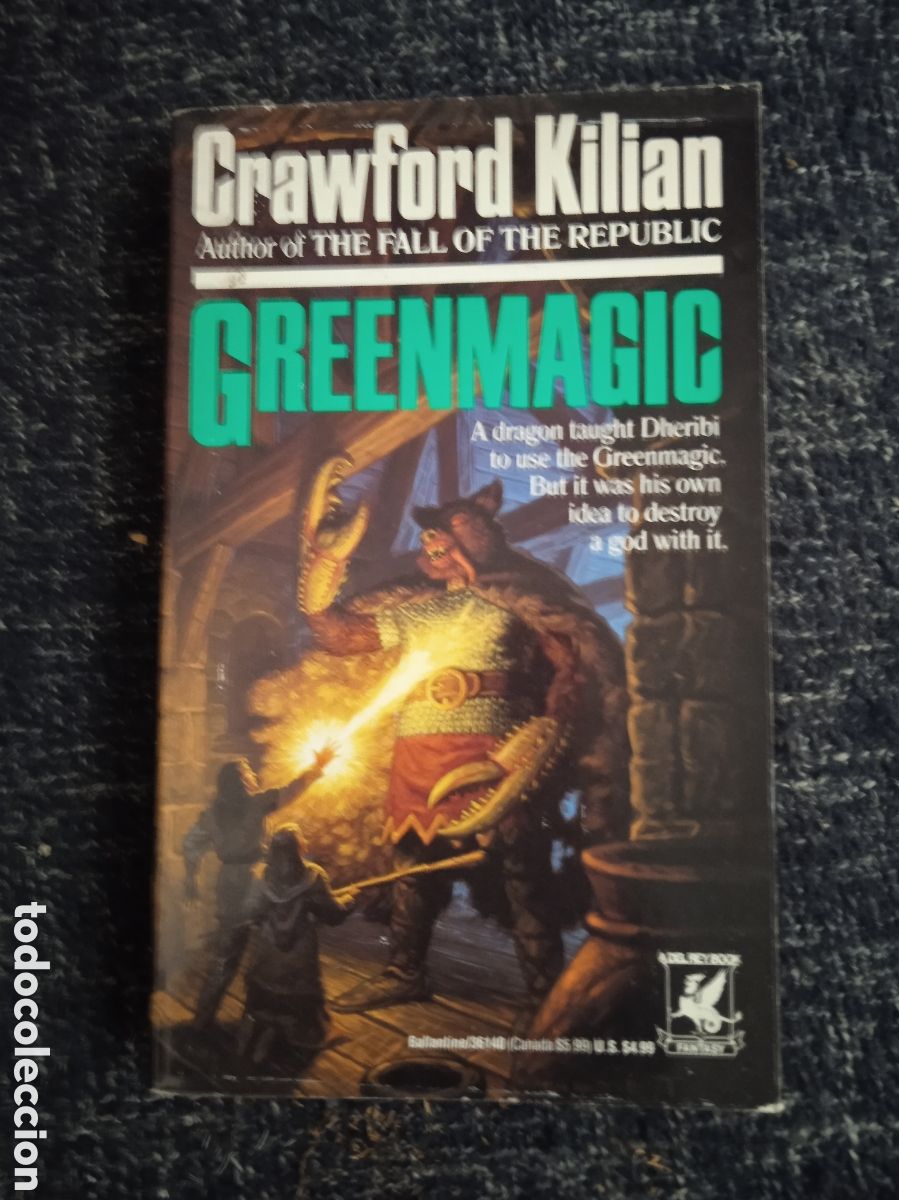 Crawford Kilian
Author of THE FALL OF THE REPUBLIC
GREENMAGIC
A dragon taught Dheribi
to use the Greenmagic.
But it was his own
idea to destroy
a god with it.
A DEL REY BOOK
FANTASY
Ballantine/36140 (Canada $5.99) U.S. $4.99
todocoleccion